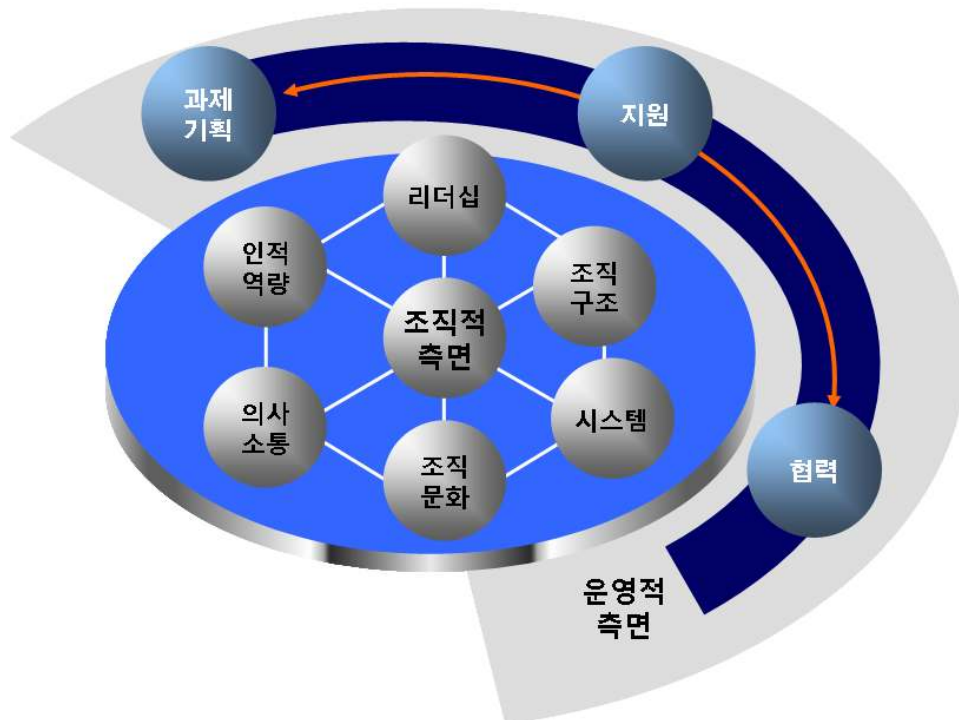 과제
기획
지원
리더십
인적
역량
조직
구조
조직적
측면
의사
소통
시스템
조직
문화
협력
운영적
측면